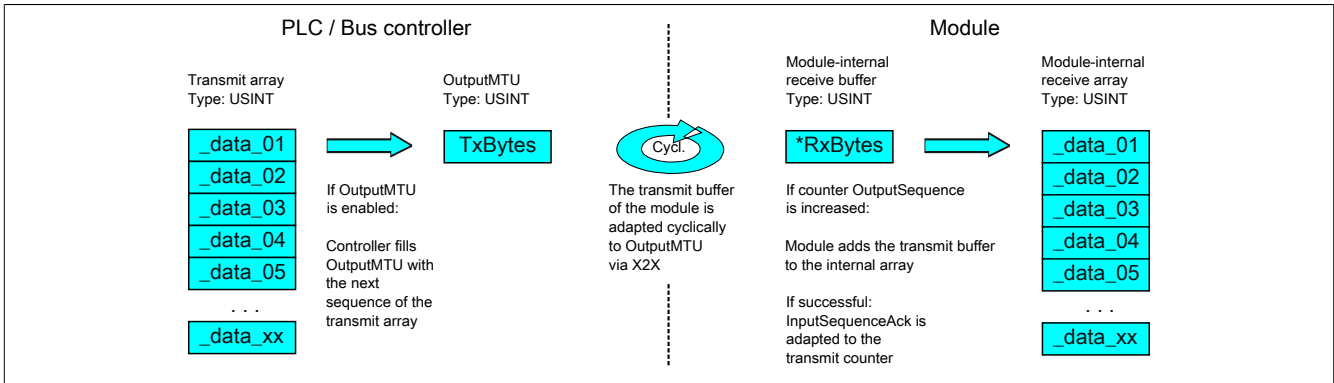 PLC / Bus controller
Module
Transmit array
Type: USINT
OutputMTU
Type: USINT
Module-internal
receive buffer
Type: USINT
Module-internal
receive array
Type: USINT
_data_01
_data_02
_data_03
_data_04
_data_05
. . .
_data_xx
TxBytes
If OutputMTU
is enabled:
Controller fills
OutputMTU with
the next
sequence of the
transmit array
Cycl.
The transmit buffer
of the module is
adapted cyclically
to OutputMTU
via X2X
*RxBytes
If counter OutputSequence
is increased:
Module adds the transmit buffer
to the internal array
If successful:
InputSequenceAck is
adapted to the
transmit counter
_data_01
_data_02
_data_03
_data_04
_data_05
. . .
_data_xx